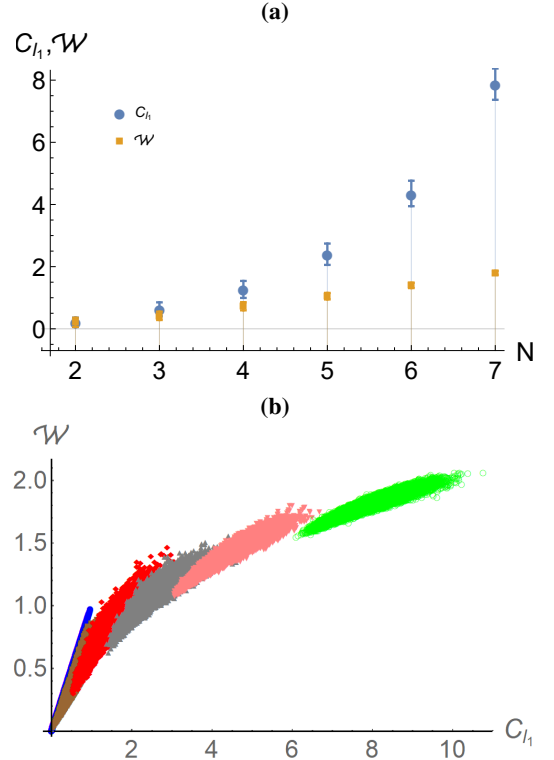 (a)
C_{l_1}, 𝒲
8
6
4
2
0
C_{l_1}
𝒲
2 3 4 5 6 7 N
(b)
𝒲
2.0
1.5
1.0
0.5
2 4 6 8 10 C_{l_1}